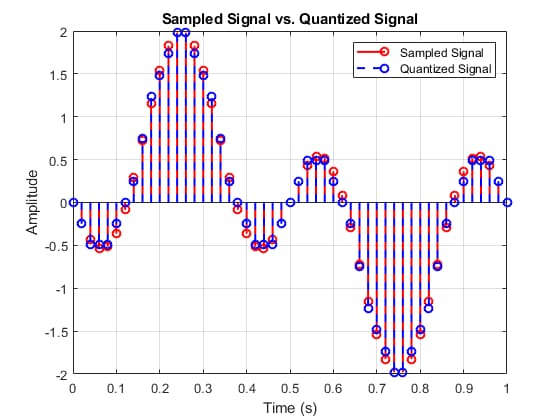 Sampled Signal vs. Quantized Signal
Sampled Signal
Quantized Signal
Amplitude
2
1.5
1
0.5
0
-0.5
-1
-1.5
-2
0 0.1 0.2 0.3 0.4 0.5 0.6 0.7 0.8 0.9 1
Time (s)